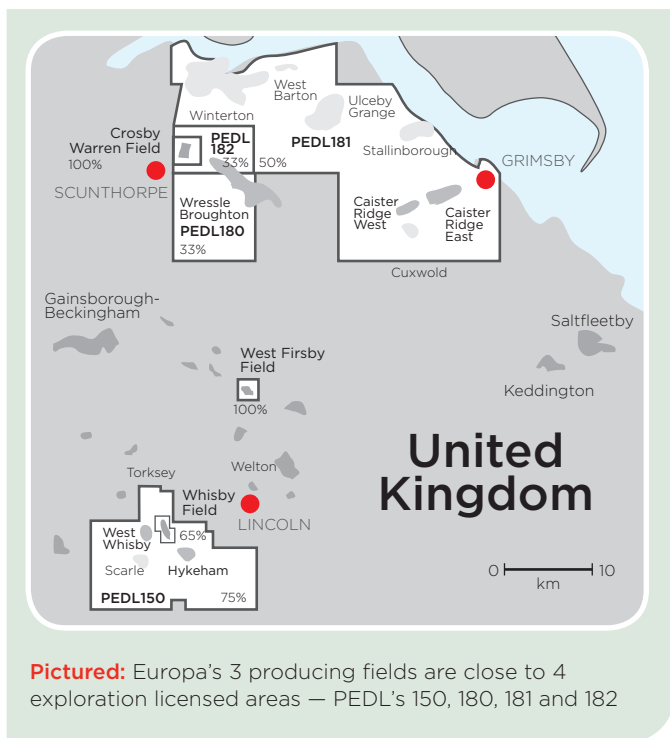 West
Barton
Ulceby
Grange
Winterton
Crosby
Warren Field
100%
PEDL
182
33%
50%
PEDL181
Stallinborough
GRIMSBY
SCUNTHORPE
Wressle
Broughton
PEDL180
33%
Caister
Ridge
West
Caister
Ridge
East
Cuxwold
Gainsborough-
Beckingham
Saltfleetby
West Firsby
Field
100%
Keddington
United
Kingdom
Welton
Torksey
Whisby
Field
LINCOLN
West
Whisby
65%
Scarle
Hykeham
PEDL150
75%
0
10
km
Pictured: Europa's 3 producing fields are close to 4
exploration licensed areas — PEDL's 150, 180, 181 and 182